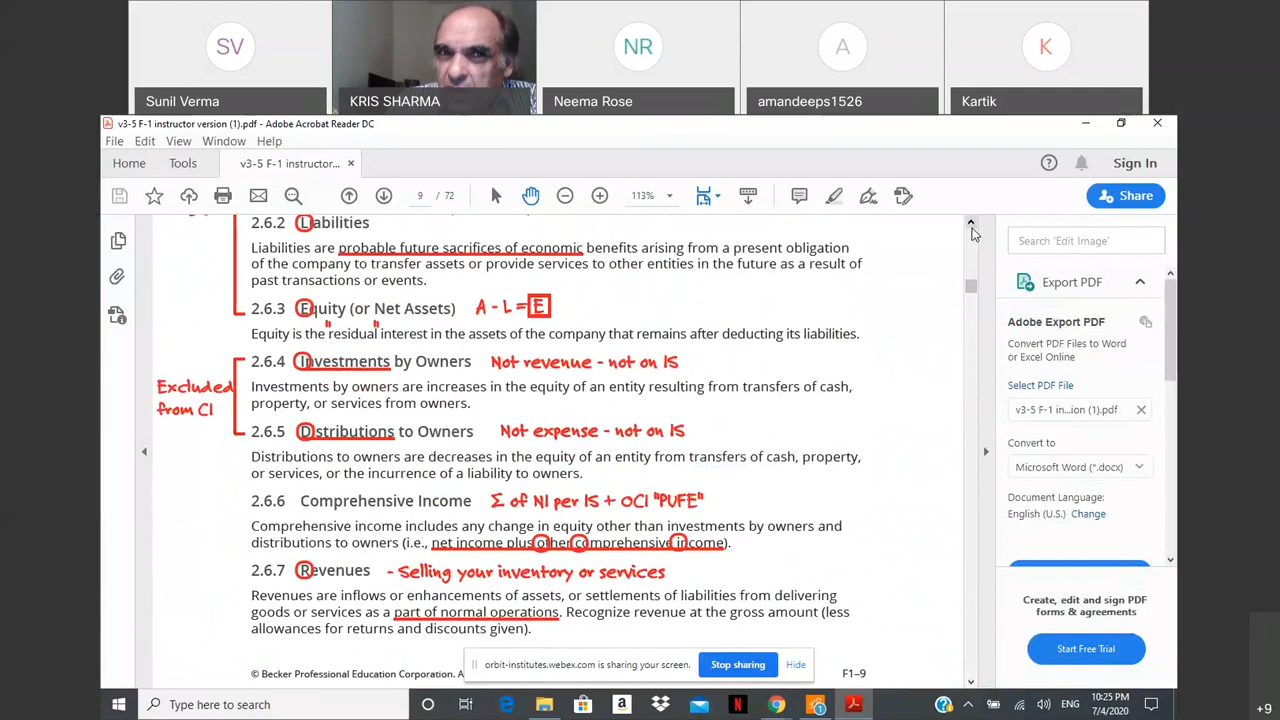 SV
NR
A
K
Sunil Verma
KRIS SHARMA
Neema Rose
amandeeps1526
Kartik
v3-5 F-1 instructor version (1).pdf - Adobe Acrobat Reader DC
File Edit View Window Help
Home Tools v3-5 F-1 instructor... × Sign In
9 / 72 113% Share
2.6.2 Liabilities
Liabilities are probable future sacrifices of economic benefits arising from a present obligation
of the company to transfer assets or provide services to other entities in the future as a result of
past transactions or events.
2.6.3 Equity (or Net Assets) A - L = E
Equity is the "residual" interest in the assets of the company that remains after deducting its liabilities.
2.6.4 Investments by Owners Not revenue - not on IS
Excluded
from CI
Investments by owners are increases in the equity of an entity resulting from transfers of cash,
property, or services from owners.
2.6.5 Distributions to Owners Not expense - not on IS
Distributions to owners are decreases in the equity of an entity from transfers of cash, property,
or services, or the incurrence of a liability to owners.
2.6.6 Comprehensive Income Σ of NI per IS + OCI "PUFE"
Comprehensive income includes any change in equity other than investments by owners and
distributions to owners (i.e., net income plus other comprehensive income).
2.6.7 Revenues - Selling your inventory or services
Revenues are inflows or enhancements of assets, or settlements of liabilities from delivering
goods or services as a part of normal operations. Recognize revenue at the gross amount (less
allowances for returns and discounts given).
© Becker Professional Education Corporation. A
F1–9
orbit-institutes.webex.com is sharing your screen. Stop sharing Hide
Search 'Edit Image'
Export PDF
Adobe Export PDF
Convert PDF Files to Word
or Excel Online
Select PDF File
v3-5 F-1 in...ion (1).pdf ×
Convert to
Microsoft Word (*.docx)
Document Language:
English (U.S.) Change
Create, edit and sign PDF
forms & agreements
Start Free Trial
Type here to search
ENG
10:25 PM
7/4/2020
+9